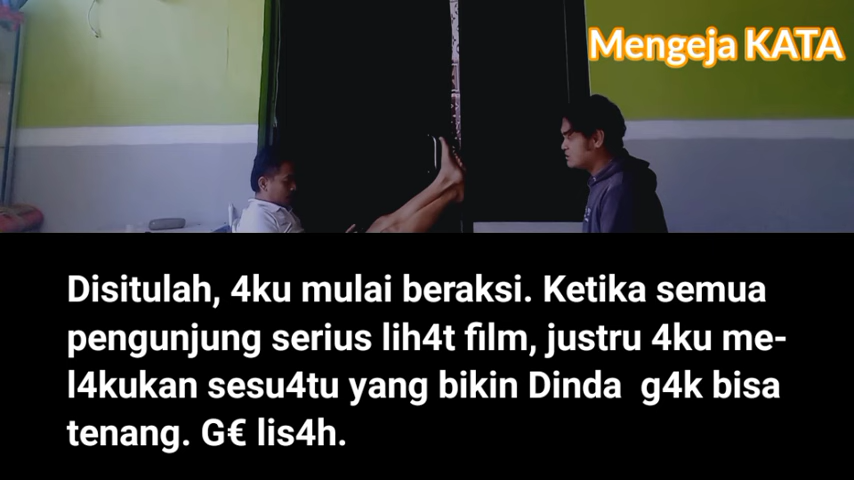 Mengeja KATA
Disitulah, 4ku mulai beraksi. Ketika semua
pengunjung serius lih4t film, justru 4ku me-
l4kukan sesu4tu yang bikin Dinda  g4k bisa
tenang. G€ lis4h.